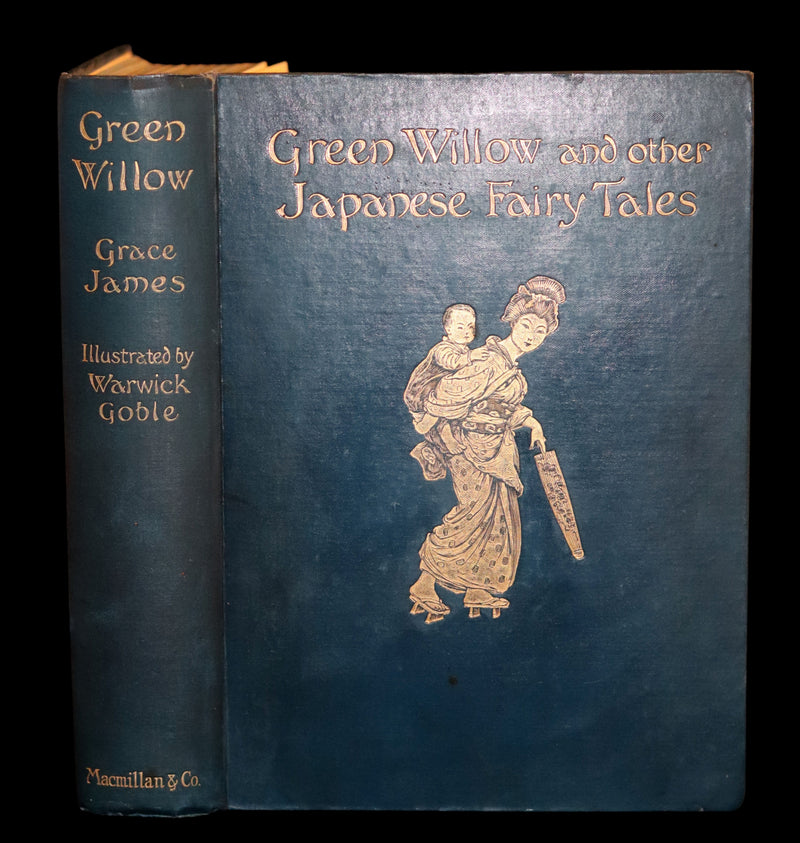 Green
Willow
Grace
James
Illustrated by
Warwick
Goble
Macmillan & Co.
Green Willow and other
Japanese Fairy Tales